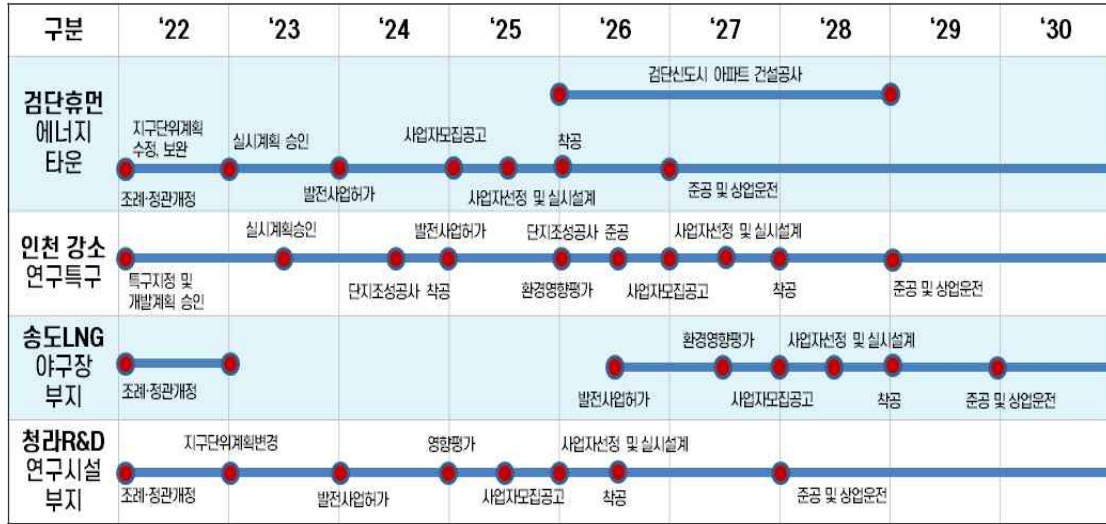 구분 '22 '23 '24 '25 '26 '27 '28 '29 '30
검단신도시 아파트 건설공사
검단휴먼
에너지
타운
지구단위계획
수정, 보완
실시계획 승인
사업자모집공고
착공
조례·정관개정
발전사업허가
사업자선정 및 실시설계
준공 및 상업운전
인천 강소
연구특구
실시계획승인
발전사업허가
단지조성공사 준공
사업자선정 및 실시설계
특구지정 및
개발계획 승인
단지조성공사 착공
환경영향평가
사업자모집공고
착공
준공 및 상업운전
송도LNG
야구장
부지
환경영향평가
사업자선정 및 실시설계
조례·정관개정
발전사업허가
사업자모집공고
착공
준공 및 상업운전
청라R&D
연구시설
부지
지구단위계획변경
영향평가
사업자선정 및 실시설계
조례·정관개정
발전사업허가
사업자모집공고
착공
준공 및 상업운전